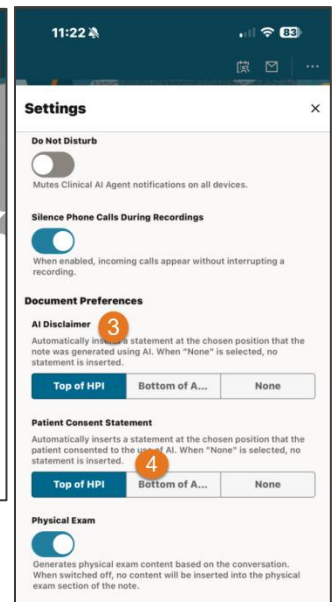 11:22
83
Settings
Do Not Disturb
Mutes Clinical AI Agent notifications on all devices.
Silence Phone Calls During Recordings
When enabled, incoming calls appear without interrupting a
recording.
Document Preferences
AI Disclaimer
3
Automatically inserts a statement at the chosen position that the
note was generated using AI. When "None" is selected, no
statement is inserted.
Top of HPI Bottom of A... None
Patient Consent Statement
Automatically inserts a statement at the chosen position that the
patient consented to the use of AI. When "None" is selected, no
statement is inserted.
4
Top of HPI Bottom of A... None
Physical Exam
Generates physical exam content based on the conversation.
When switched off, no content will be inserted into the physical
exam section of the note.